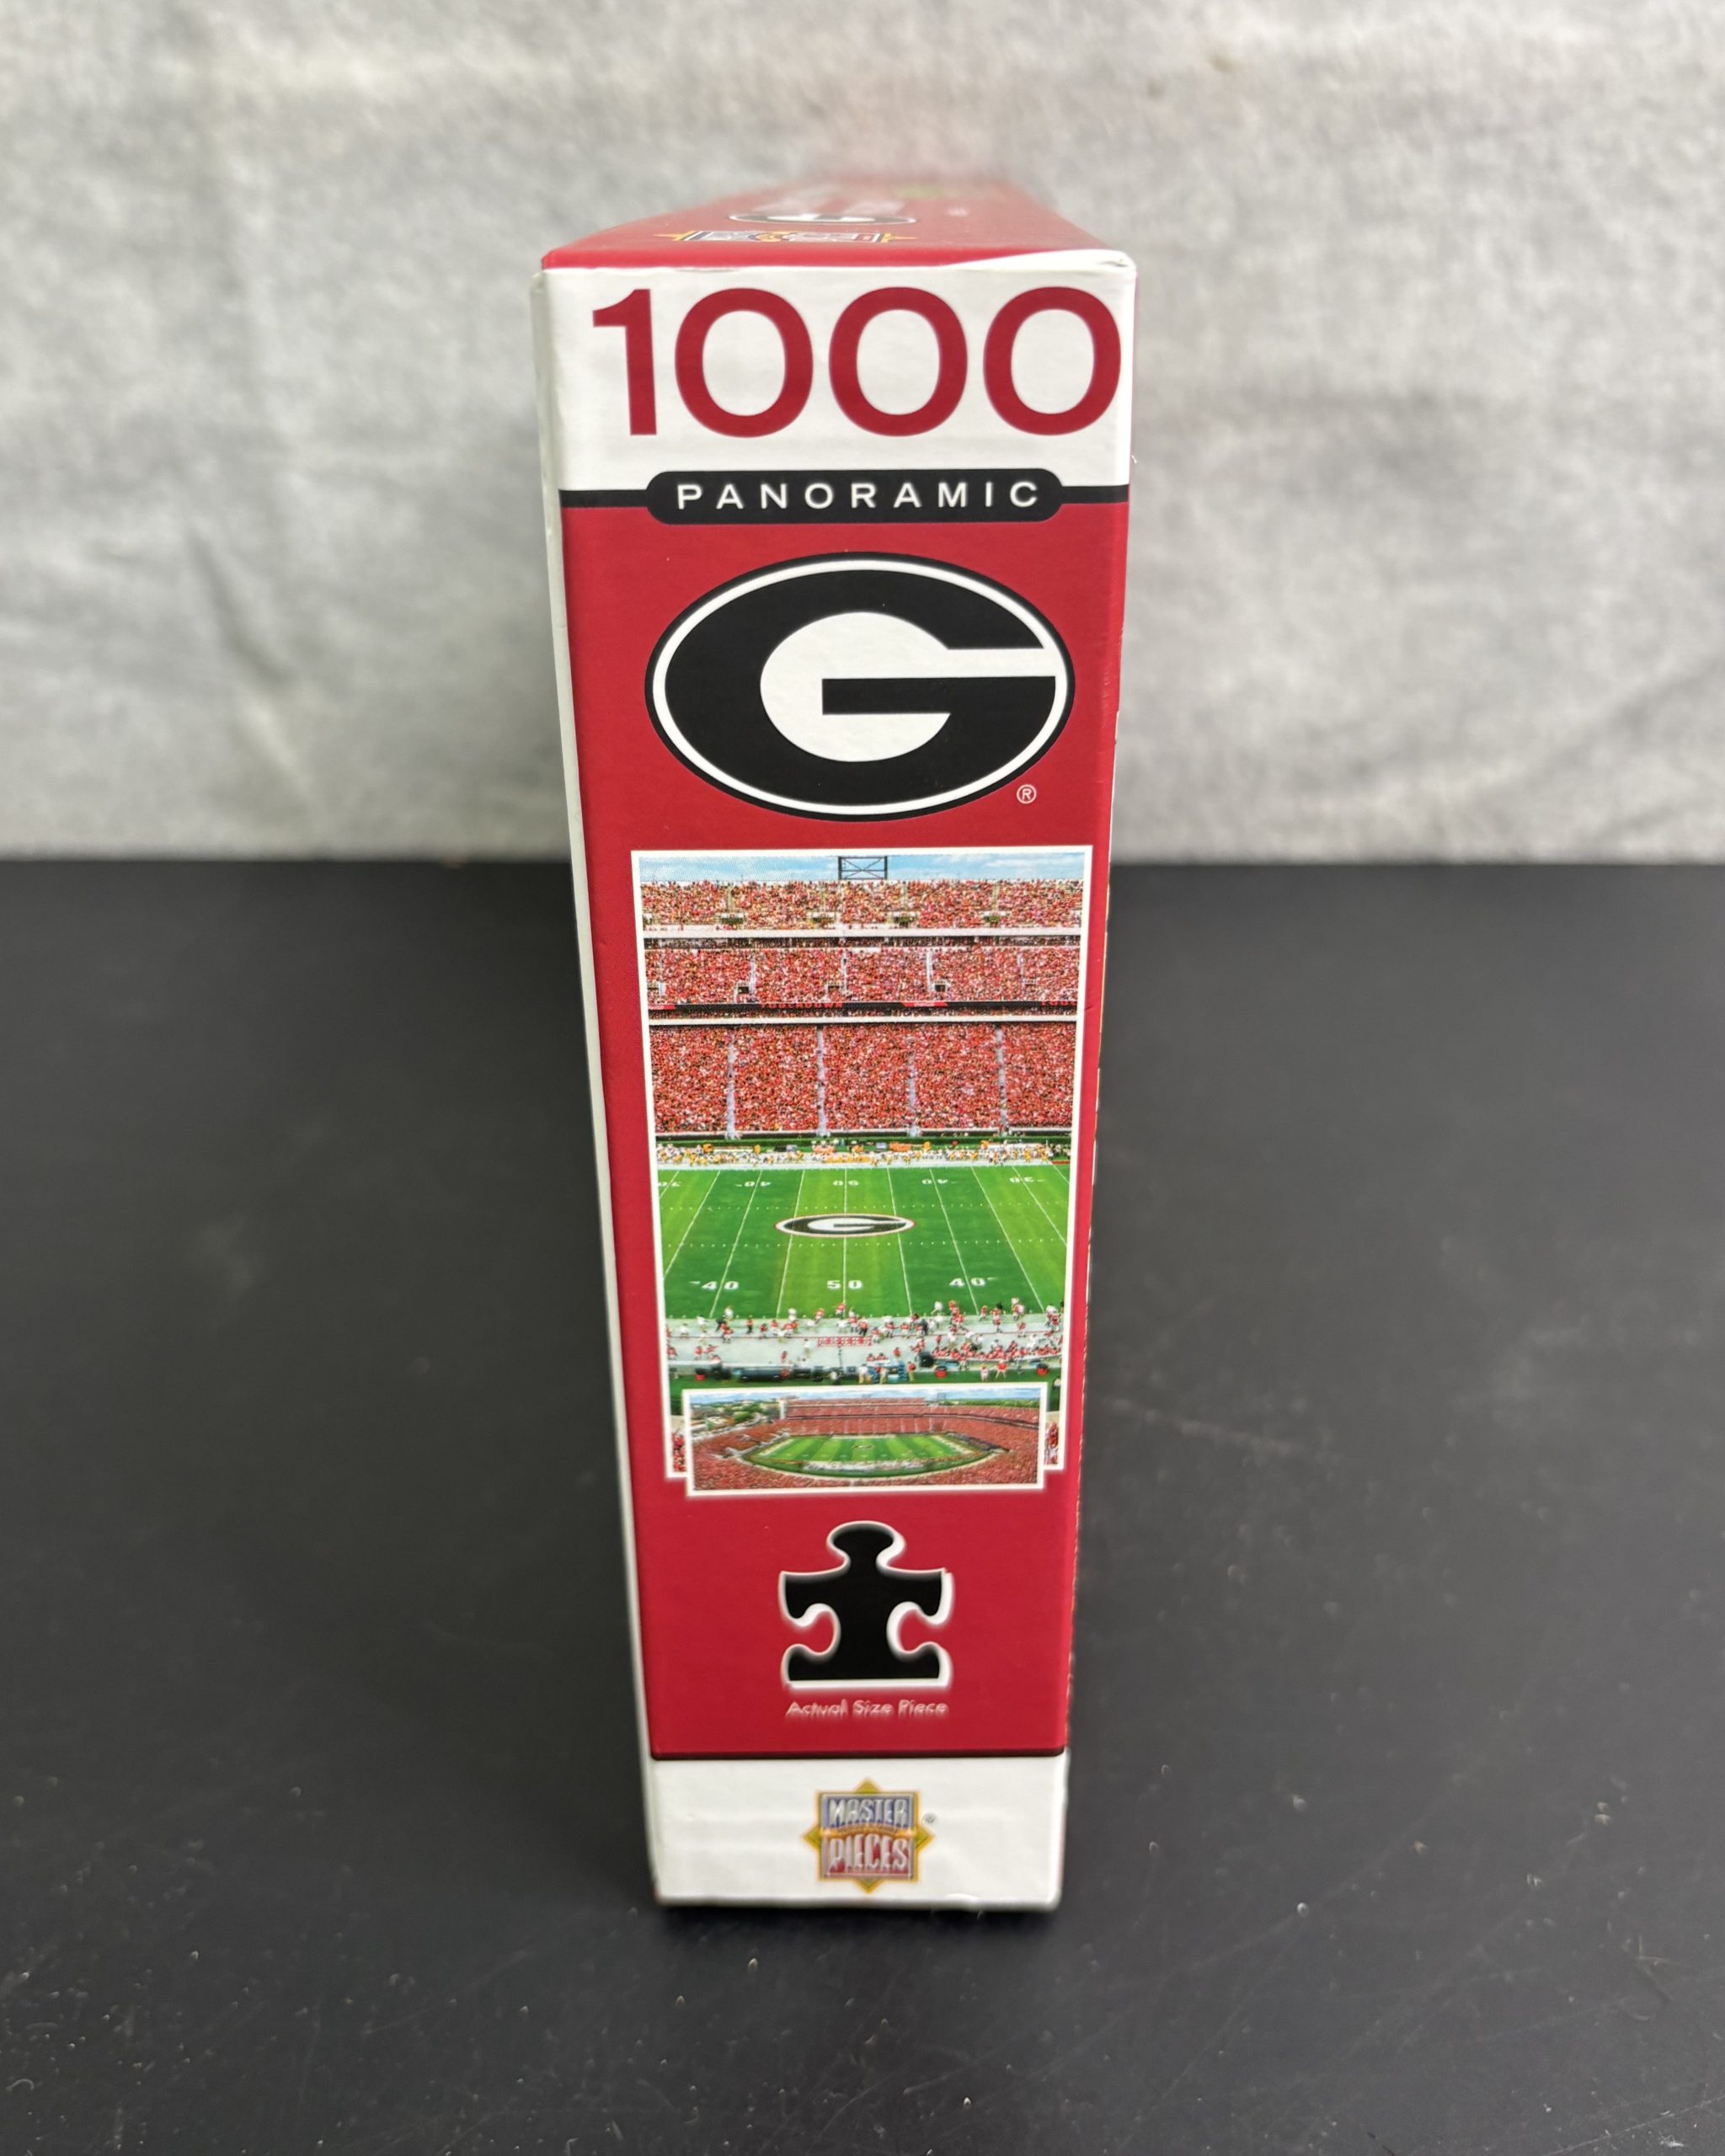 1000
PANORAMIC
G
®
G
40 50 40
Actual Size Piece
MASTER
PIECES